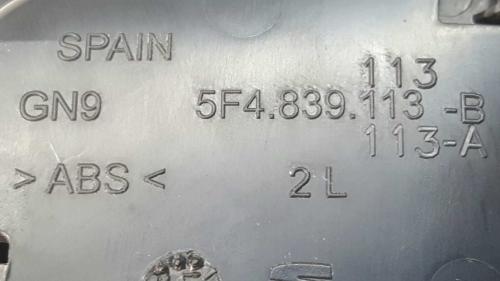 SPAIN
113
GN9 5F4.839.113 -B
113-A
> ABS < 2 L